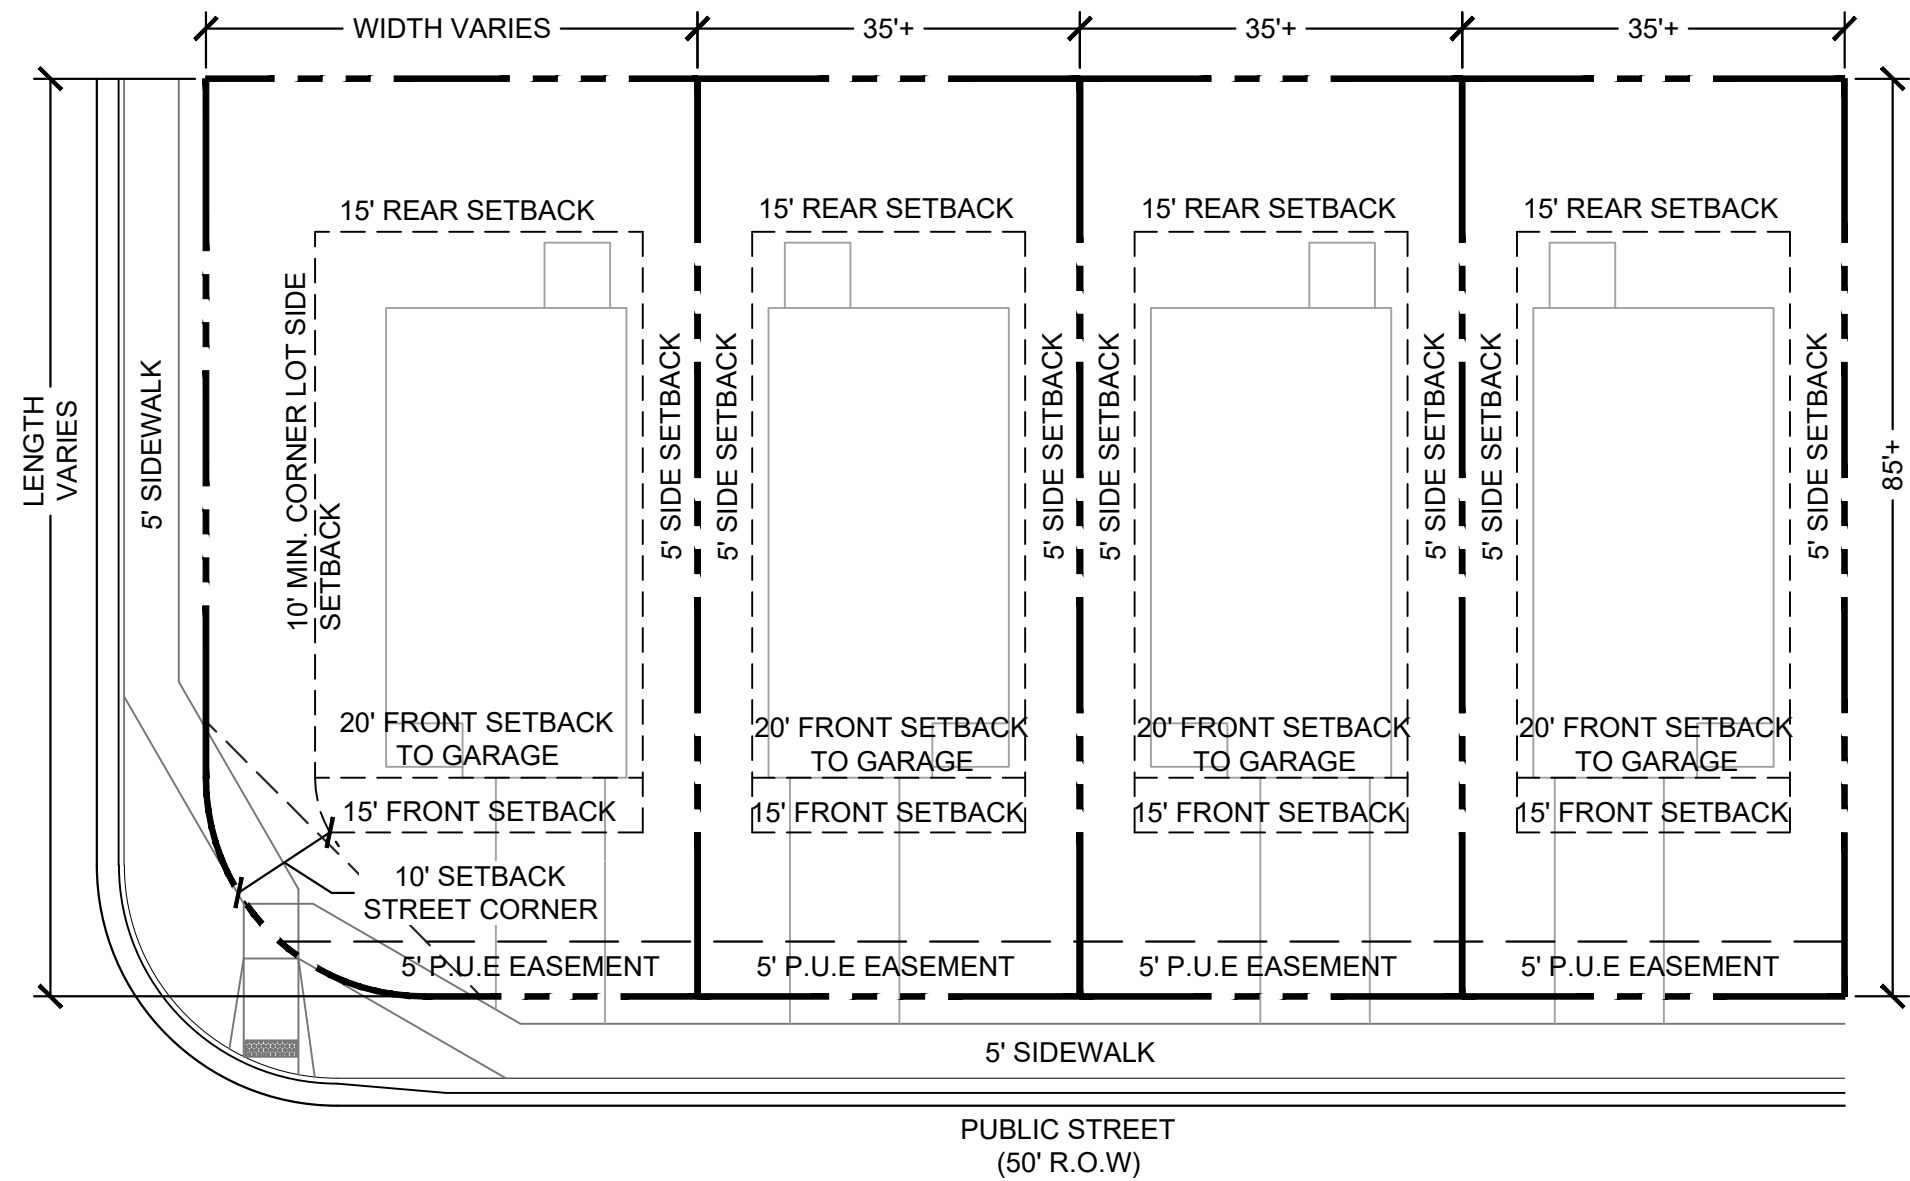 WIDTH VARIES
35'+
35'+
35'+
15' REAR SETBACK
15' REAR SETBACK
15' REAR SETBACK
15' REAR SETBACK
LENGTH
VARIES
5' SIDEWALK
10' MIN. CORNER LOT SIDE
SETBACK
5' SIDE SETBACK
5' SIDE SETBACK
5' SIDE SETBACK
5' SIDE SETBACK
5' SIDE SETBACK
5' SIDE SETBACK
5' SIDE SETBACK
85'+
20' FRONT SETBACK
TO GARAGE
20' FRONT SETBACK
TO GARAGE
20' FRONT SETBACK
TO GARAGE
20' FRONT SETBACK
TO GARAGE
15' FRONT SETBACK
15' FRONT SETBACK
15' FRONT SETBACK
15' FRONT SETBACK
10' SETBACK
STREET CORNER
5' P.U.E EASEMENT
5' P.U.E EASEMENT
5' P.U.E EASEMENT
5' P.U.E EASEMENT
5' SIDEWALK
PUBLIC STREET
(50' R.O.W)